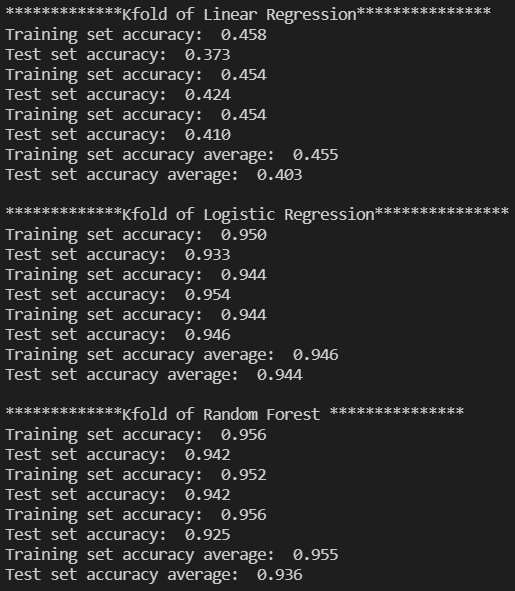 *************Kfold of Linear Regression***************
Training set accuracy:  0.458
Test set accuracy:  0.373
Training set accuracy:  0.454
Test set accuracy:  0.424
Training set accuracy:  0.454
Test set accuracy:  0.410
Training set accuracy average:  0.455
Test set accuracy average:  0.403

*************Kfold of Logistic Regression***************
Training set accuracy:  0.950
Test set accuracy:  0.933
Training set accuracy:  0.944
Test set accuracy:  0.954
Training set accuracy:  0.944
Test set accuracy:  0.946
Training set accuracy average:  0.946
Test set accuracy average:  0.944

*************Kfold of Random Forest ***************
Training set accuracy:  0.956
Test set accuracy:  0.942
Training set accuracy:  0.952
Test set accuracy:  0.942
Training set accuracy:  0.956
Test set accuracy:  0.925
Training set accuracy average:  0.955
Test set accuracy average:  0.936